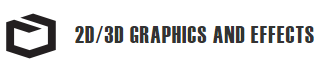 2D/3D GRAPHICS AND EFFECTS